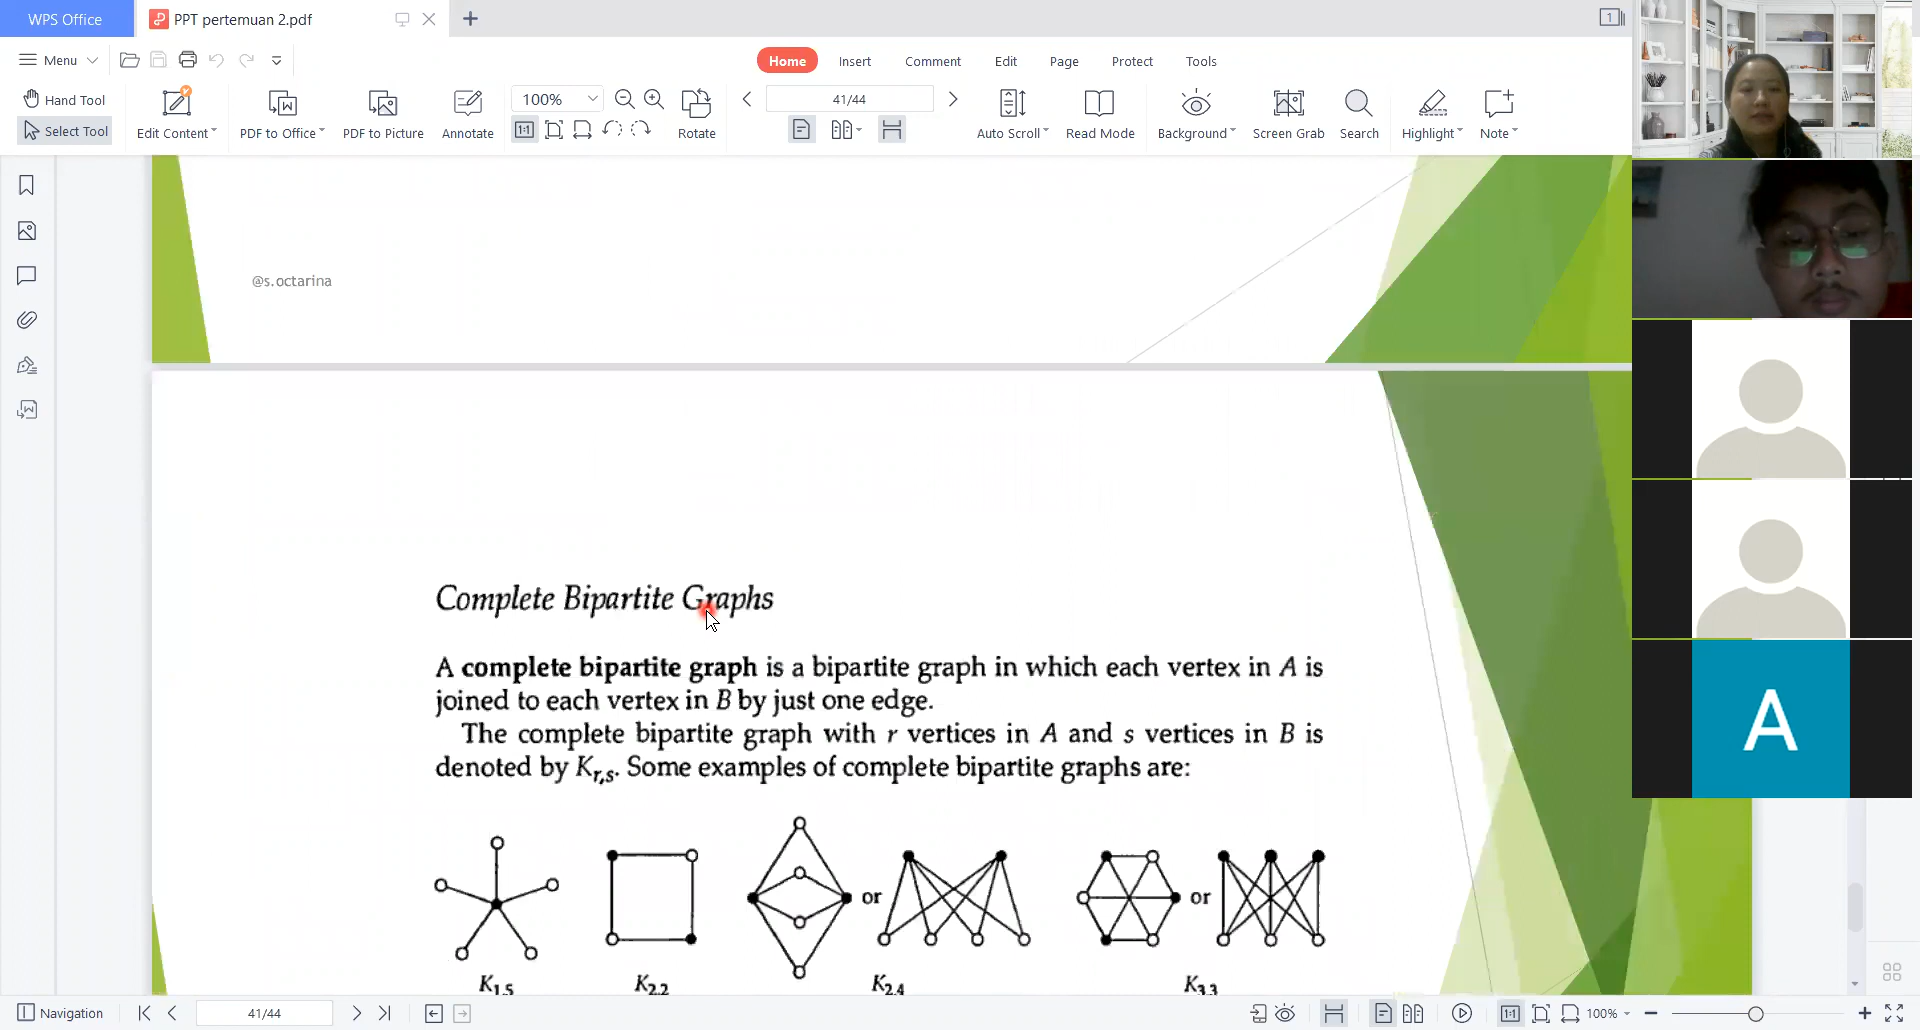 WPS Office
PPT pertemuan 2.pdf
1
Menu
Home
Insert
Comment
Edit
Page
Protect
Tools
Hand Tool
Select Tool
Edit Content
PDF to Office
PDF to Picture
Annotate
100%
1:1
Rotate
41/44
Auto Scroll
Read Mode
Background
Screen Grab
Search
Highlight
Note
@s.octarina
Complete Bipartite Graphs
A complete bipartite graph is a bipartite graph in which each vertex in A is
joined to each vertex in B by just one edge.
The complete bipartite graph with r vertices in A and s vertices in B is
denoted by Kr,s. Some examples of complete bipartite graphs are:
or
or
K1,5
K2,2
K2,4
K3,3
A
Navigation
41/44
1:1
100%